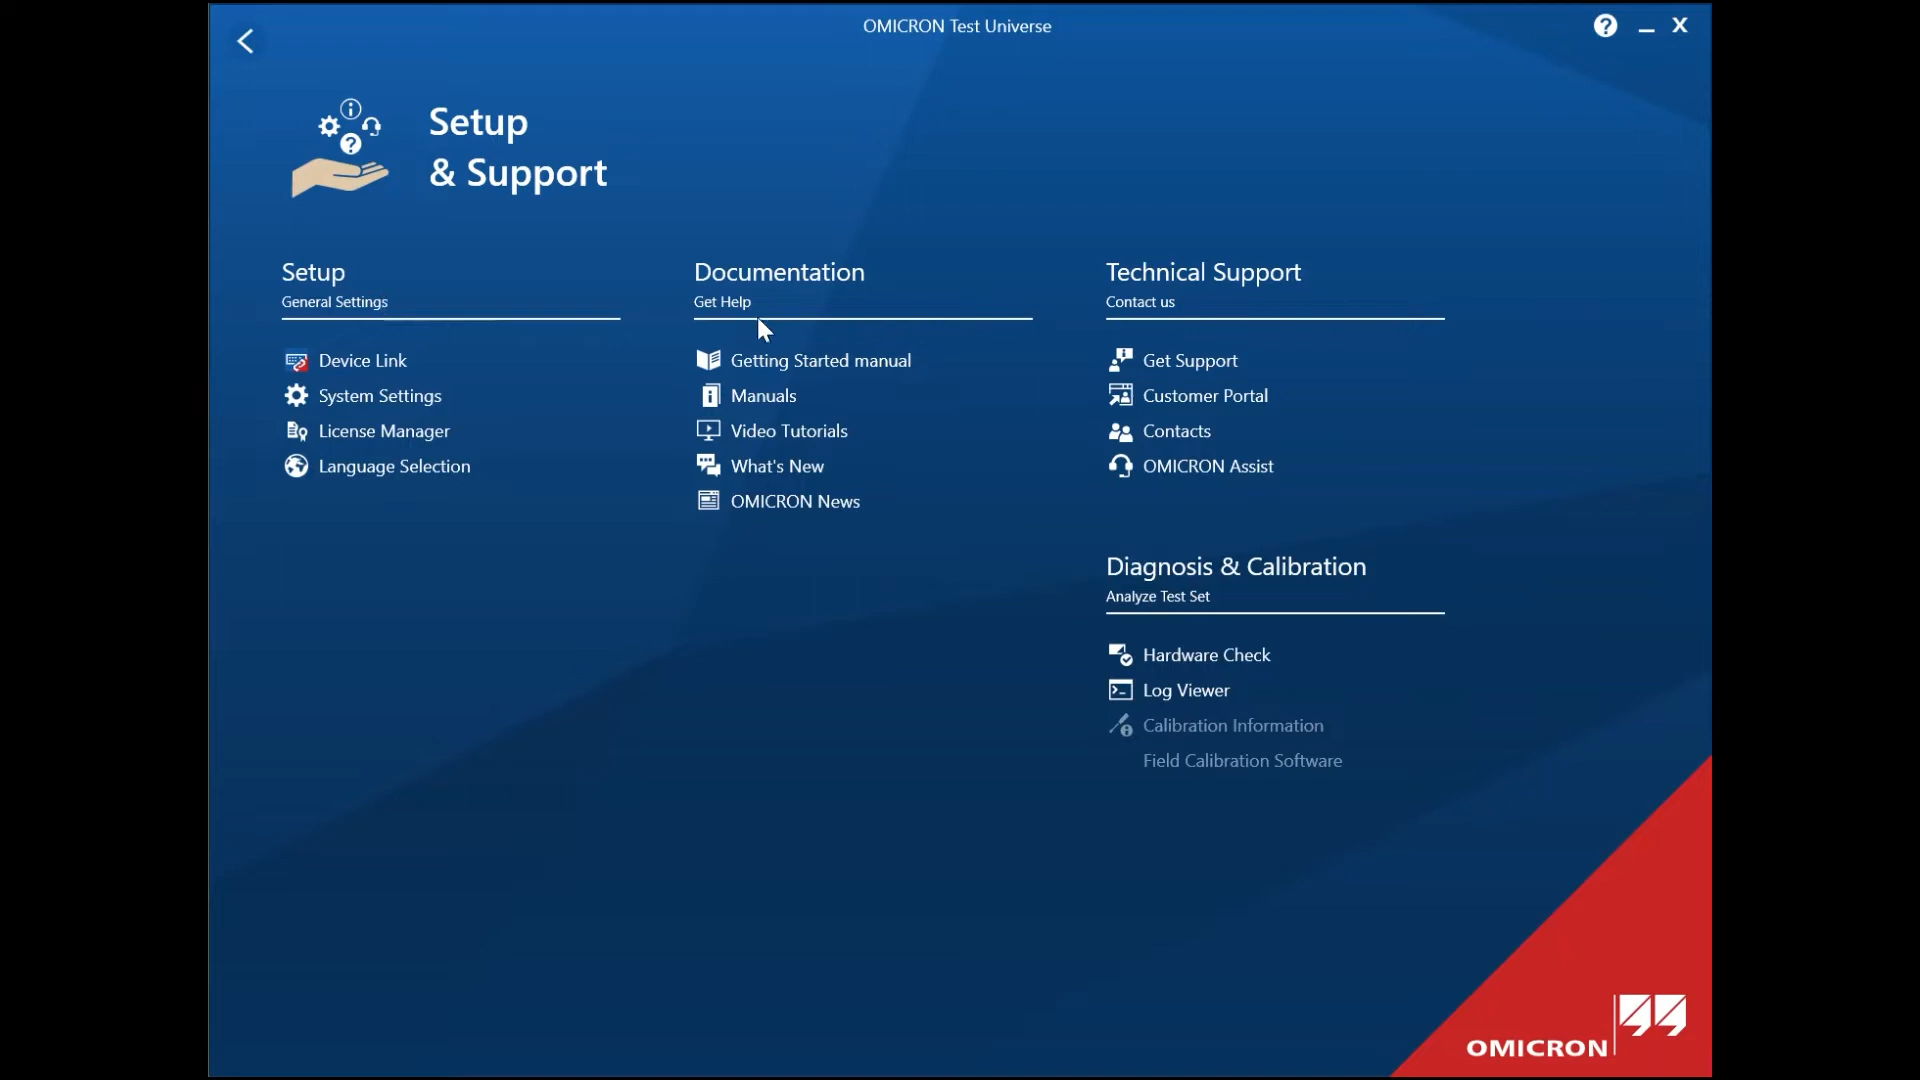 OMICRON Test Universe
Setup
& Support
Setup
General Settings
Device Link
System Settings
License Manager
Language Selection
Documentation
Get Help
Getting Started manual
Manuals
Video Tutorials
What's New
OMICRON News
Technical Support
Contact us
Get Support
Customer Portal
Contacts
OMICRON Assist
Diagnosis & Calibration
Analyze Test Set
Hardware Check
Log Viewer
Calibration Information
Field Calibration Software
OMICRON